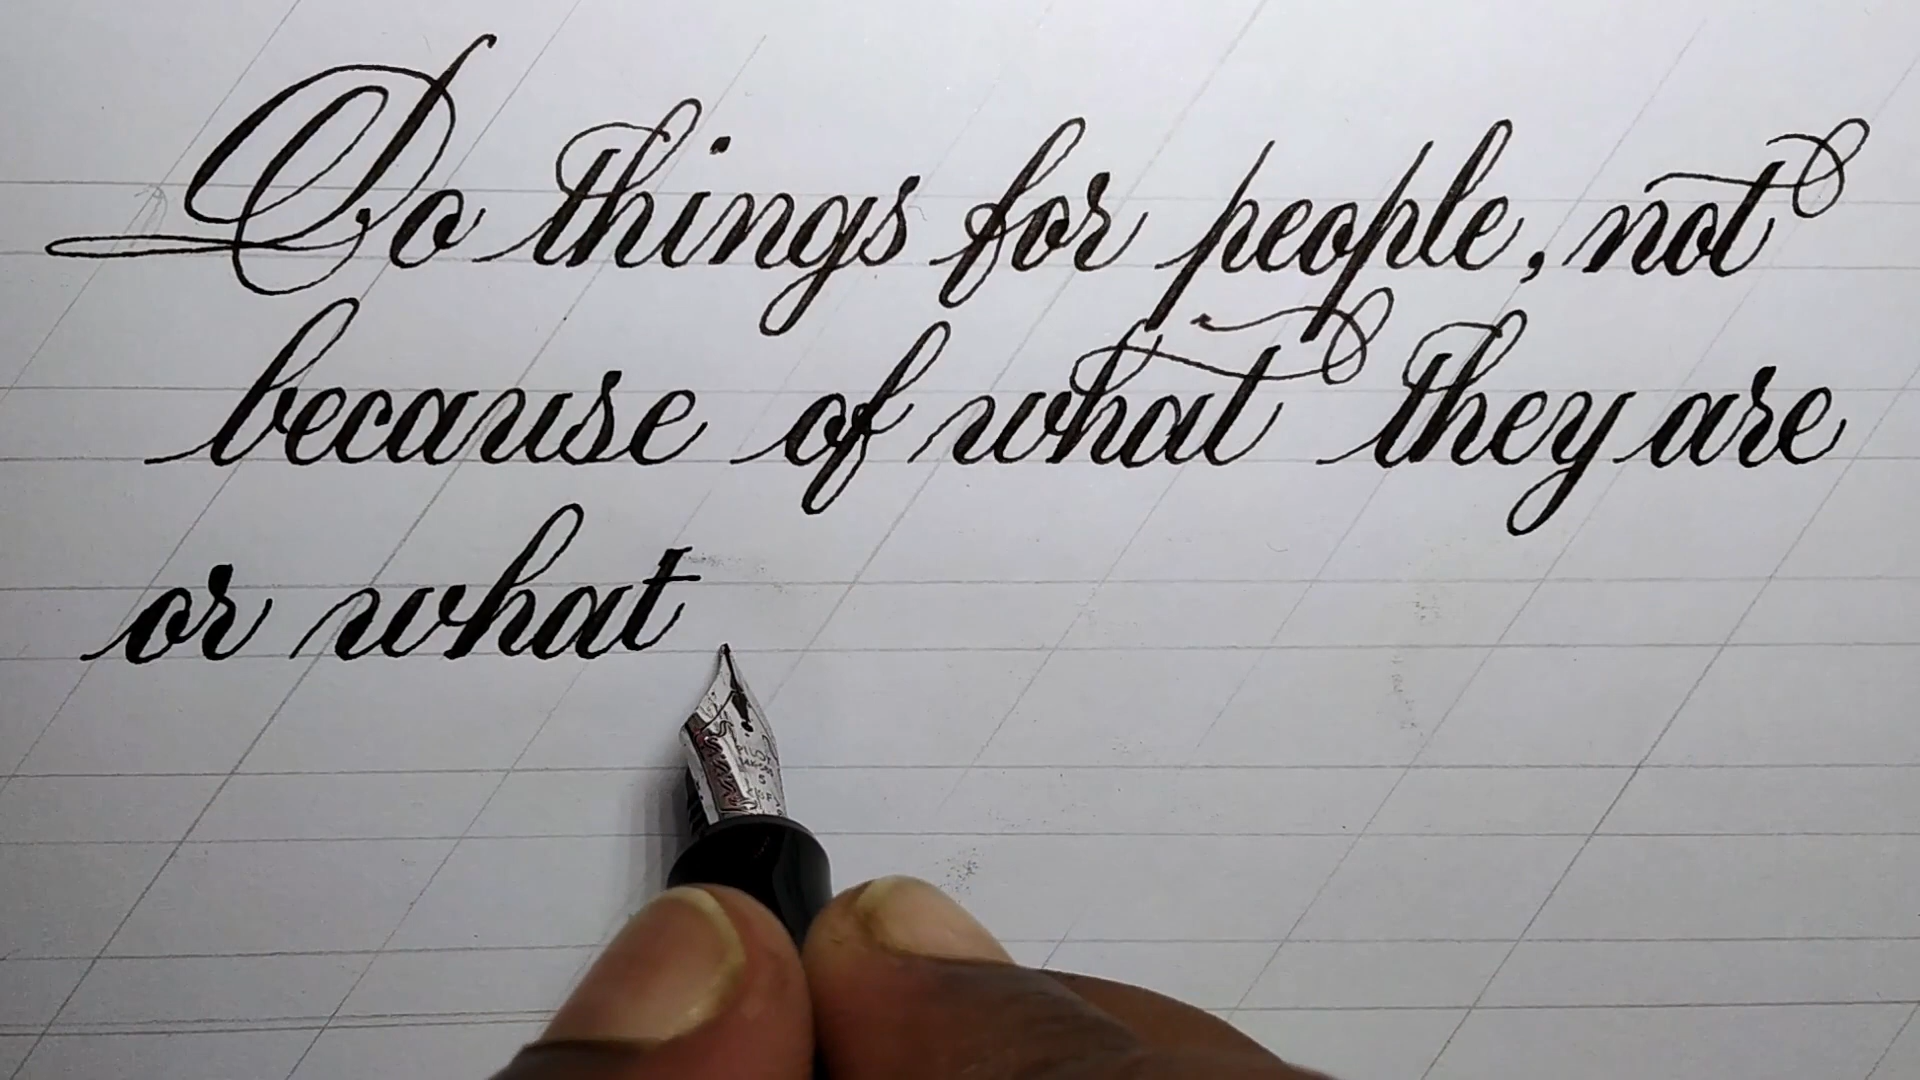 Do things for people, not
because of what they are
or what